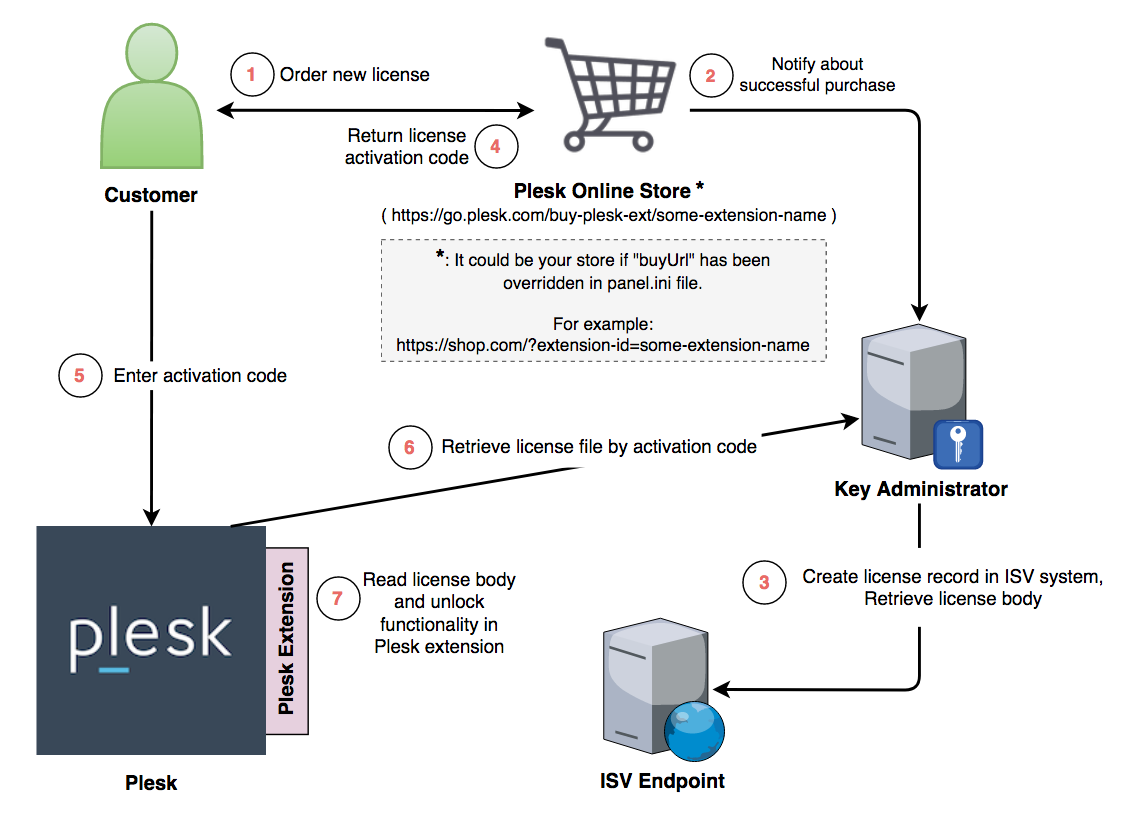 1
Order new license
2
Notify about
successful purchase
Return license
activation code
4
Customer
Plesk Online Store *
( https://go.plesk.com/buy-plesk-ext/some-extension-name )
*: It could be your store if "buyUrl" has been
overridden in panel.ini file.
For example:
https://shop.com/?extension-id=some-extension-name
5
Enter activation code
6
Retrieve license file by activation code
Key Administrator
3
Create license record in ISV system,
Retrieve license body
7
Read license body
and unlock
functionality in
Plesk extension
plesk
Plesk Extension
Plesk
ISV Endpoint